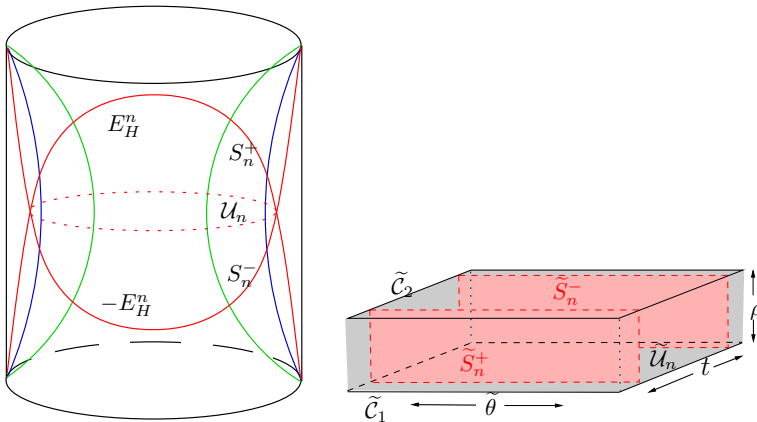 $E_H^n$
$S_n^+$
$\mathcal{U}_n$
$S_n^-$
$-E_H^n$
$\widetilde{\mathcal{C}}_2$
$\widetilde{S}_n^-$
$\rho$
$\widetilde{S}_n^+$
$\widetilde{\mathcal{U}}_n$
$t$
$\widetilde{\mathcal{C}}_1$
$\widetilde{\theta}$